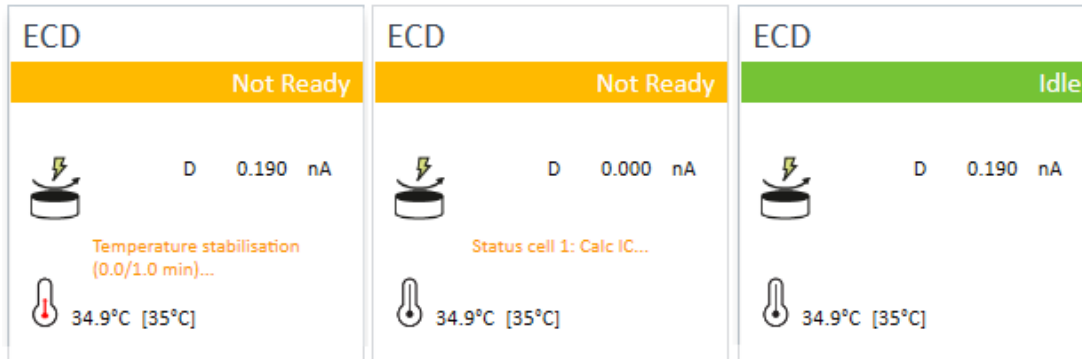 ECD
Not Ready
D 0.190 nA
Temperature stabilisation
(0.0/1.0 min)...
34.9°C [35°C]
ECD
Not Ready
D 0.000 nA
Status cell 1: Calc IC...
34.9°C [35°C]
ECD
Idle
D 0.190 nA
34.9°C [35°C]